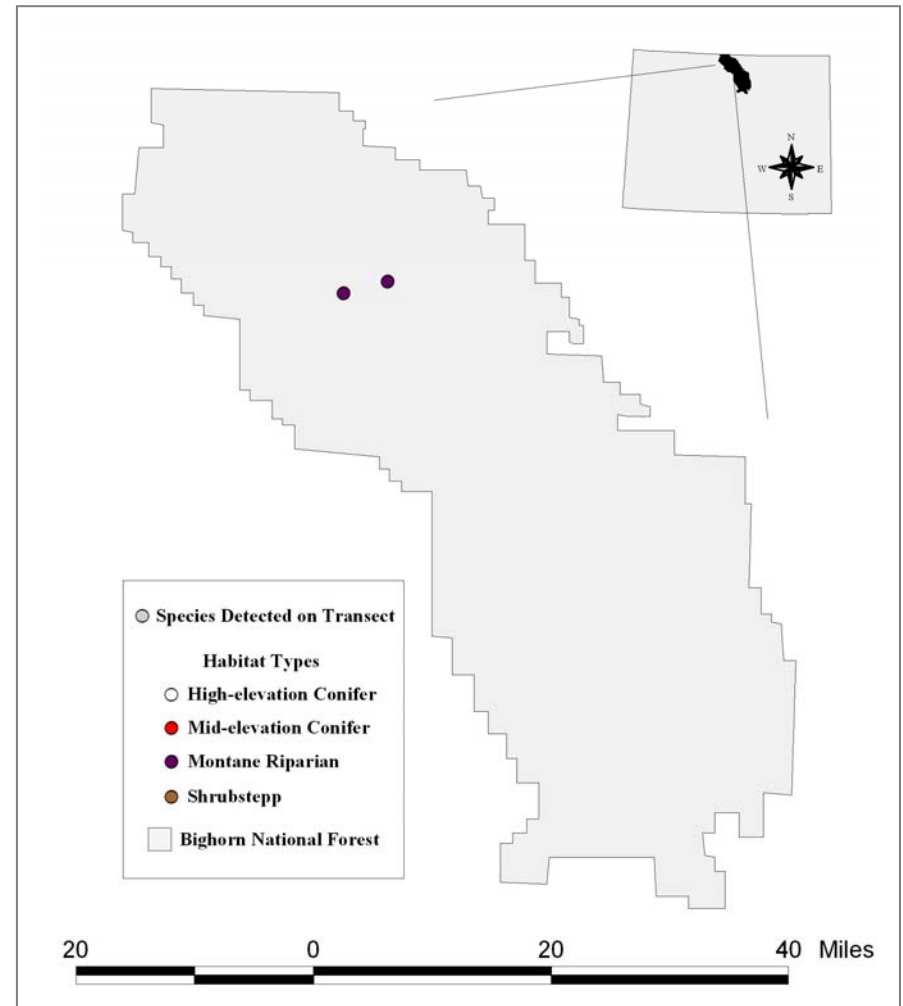 N
W E
S
Species Detected on Transect
Habitat Types
High-elevation Conifer
Mid-elevation Conifer
Montane Riparian
Shrubstepp
Bighorn National Forest
20 0 20 40 Miles